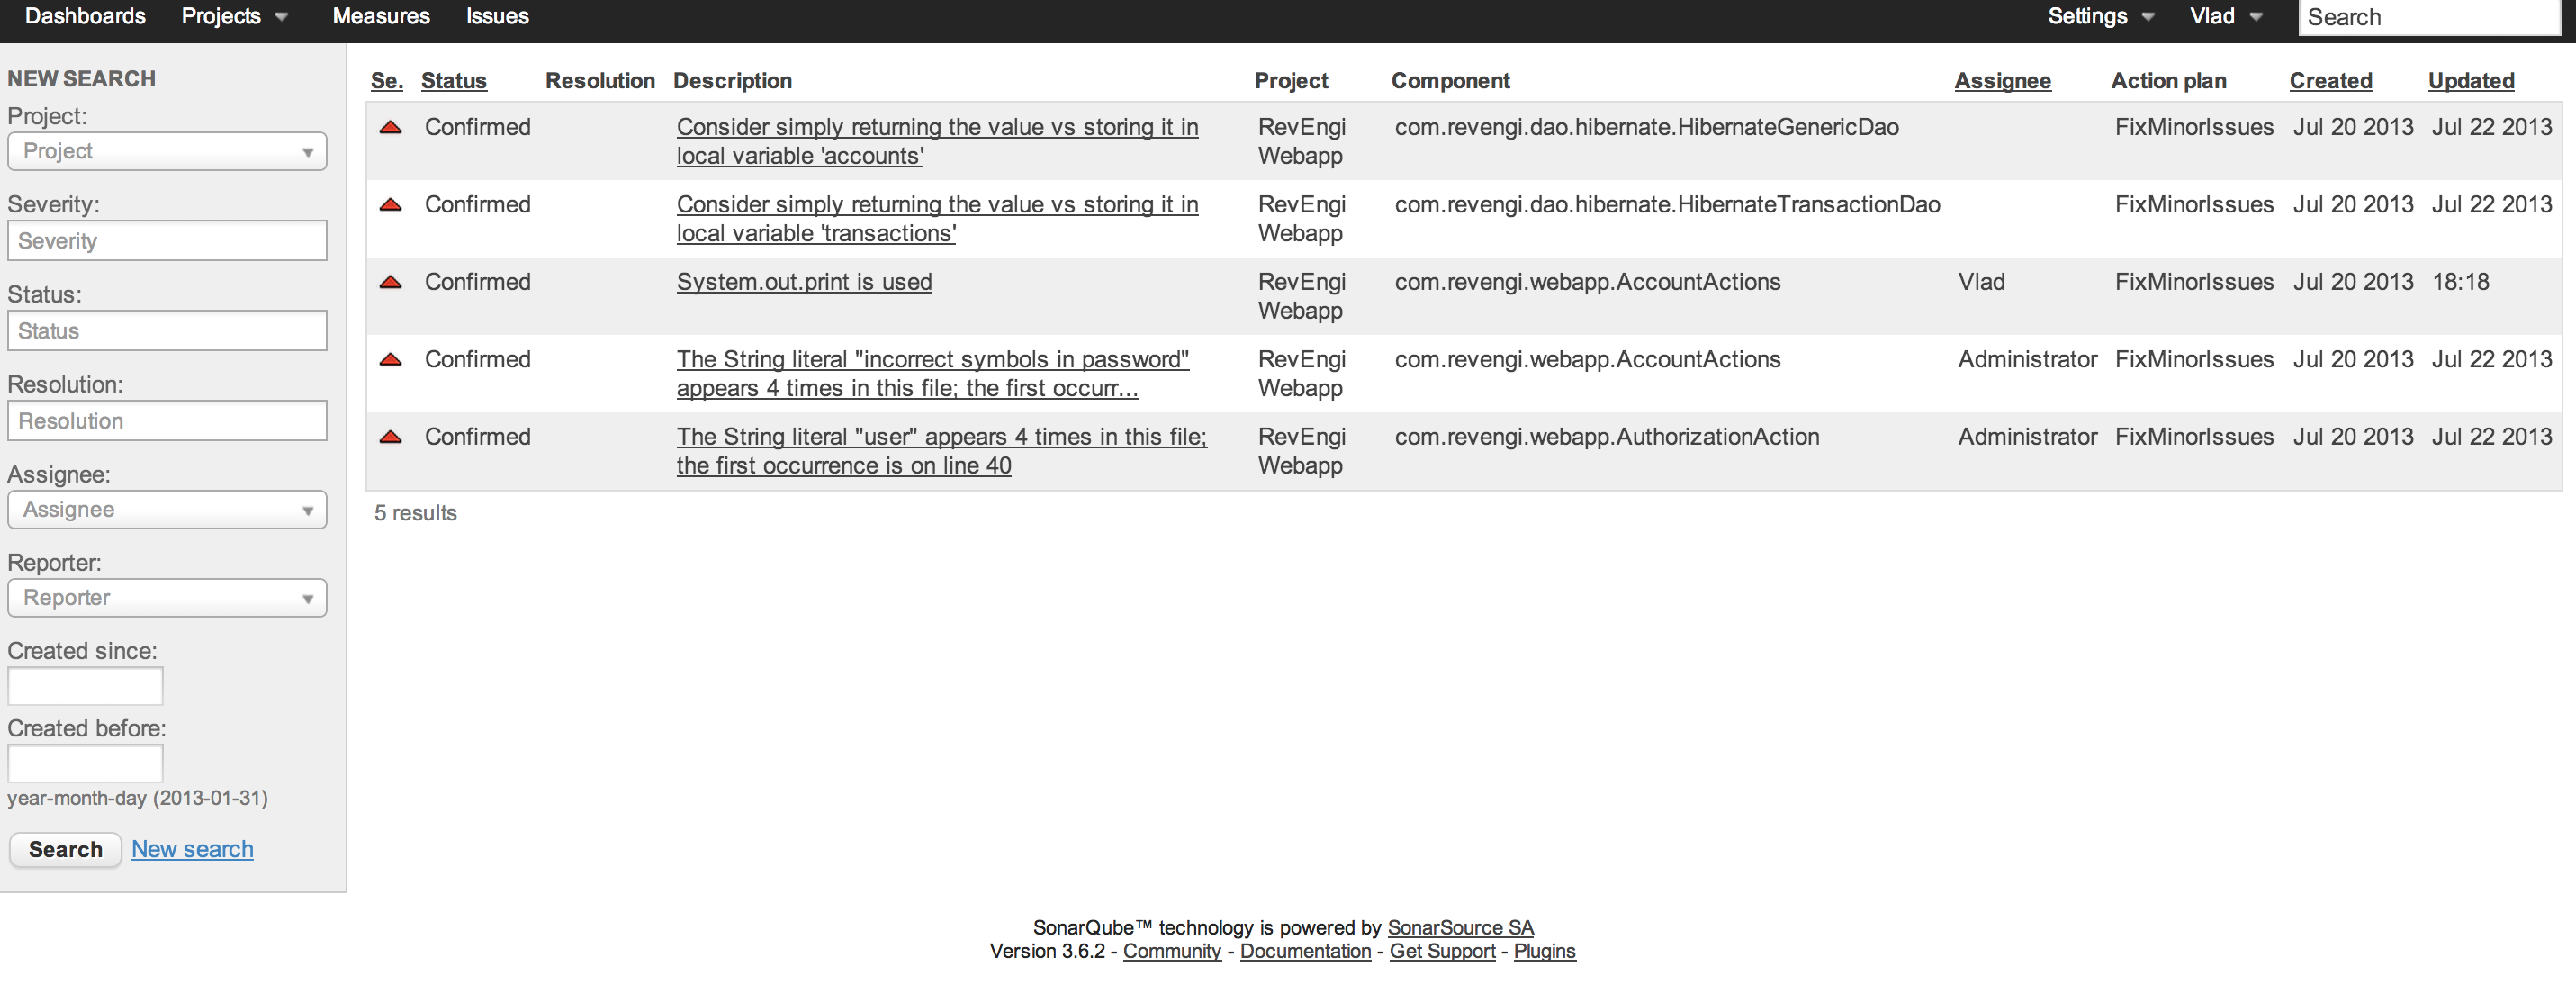 Dashboards Projects Measures Issues Settings Vlad Search
NEW SEARCH
Project:
Project
Severity:
Severity
Status:
Status
Resolution:
Resolution
Assignee:
Assignee
Reporter:
Reporter
Created since:
Created before:
year-month-day (2013-01-31)
Search New search
Se. Status Resolution Description Project Component Assignee Action plan Created Updated
Confirmed Consider simply returning the value vs storing it in RevEngi com.revengi.dao.hibernate.HibernateGenericDao FixMinorIssues Jul 20 2013 Jul 22 2013
local variable 'accounts' Webapp
Confirmed Consider simply returning the value vs storing it in RevEngi com.revengi.dao.hibernate.HibernateTransactionDao FixMinorIssues Jul 20 2013 Jul 22 2013
local variable 'transactions' Webapp
Confirmed System.out.print is used RevEngi com.revengi.webapp.AccountActions Vlad FixMinorIssues Jul 20 2013 18:18
Webapp
Confirmed The String literal "incorrect symbols in password" RevEngi com.revengi.webapp.AccountActions Administrator FixMinorIssues Jul 20 2013 Jul 22 2013
appears 4 times in this file; the first occurr... Webapp
Confirmed The String literal "user" appears 4 times in this file; RevEngi com.revengi.webapp.AuthorizationAction Administrator FixMinorIssues Jul 20 2013 Jul 22 2013
the first occurrence is on line 40 Webapp
5 results
SonarQube™ technology is powered by SonarSource SA
Version 3.6.2 - Community - Documentation - Get Support - Plugins